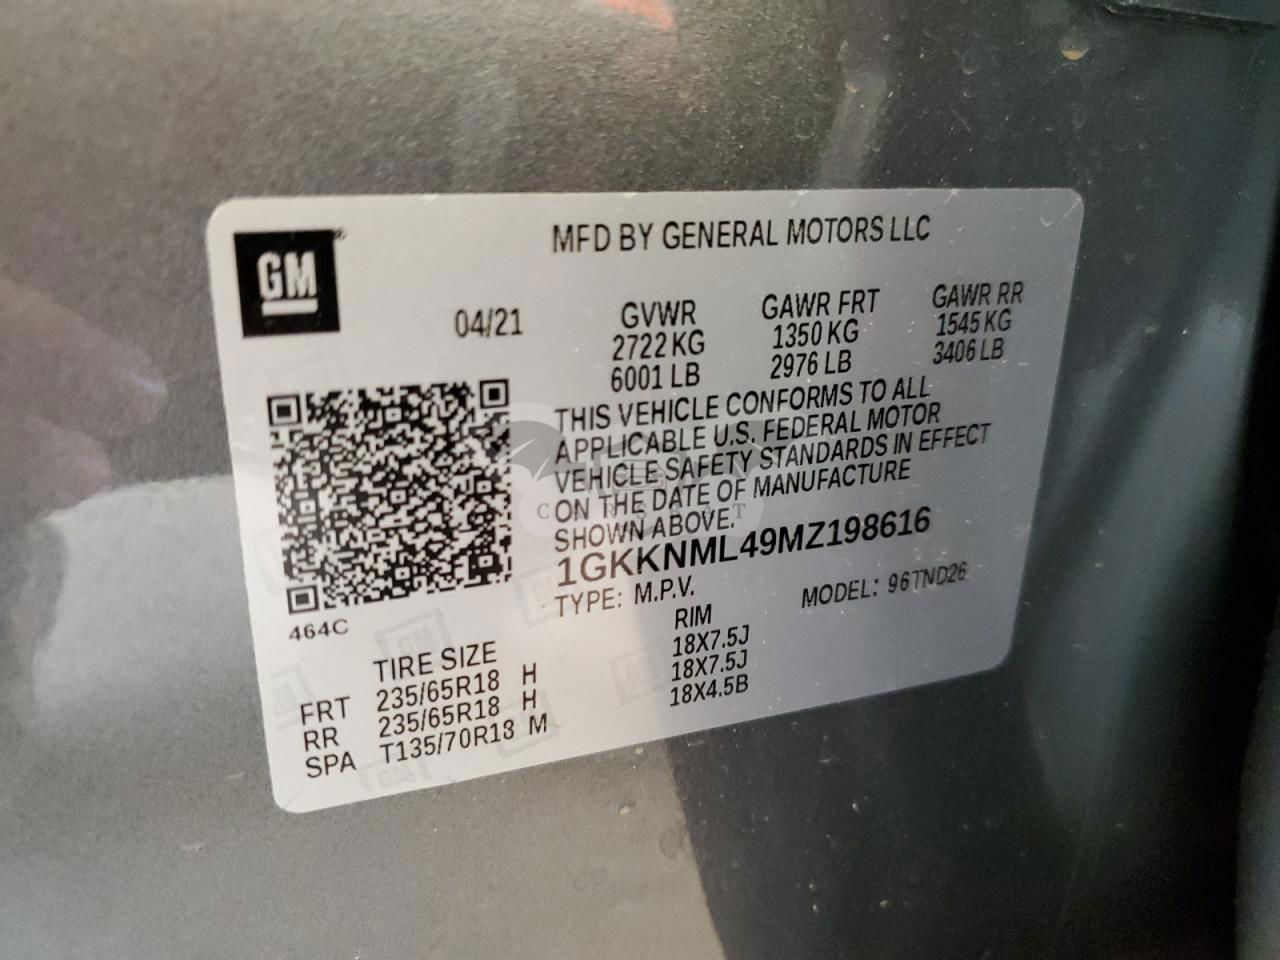 GM
MFD BY GENERAL MOTORS LLC
04/21
GVWR
2722 KG
6001 LB
GAWR FRT
1350 KG
2976 LB
GAWR RR
1545 KG
3406 LB
THIS VEHICLE CONFORMS TO ALL
APPLICABLE U.S. FEDERAL MOTOR
VEHICLE SAFETY STANDARDS IN EFFECT
ON THE DATE OF MANUFACTURE
SHOWN ABOVE.
1GKKNML49MZ198616
TYPE: M.P.V.
MODEL: 96TND26
464C
TIRE SIZE RIM
FRT 235/65R18 H 18X7.5J
RR 235/65R18 H 18X7.5J
SPA T135/70R18 M 18X4.5B